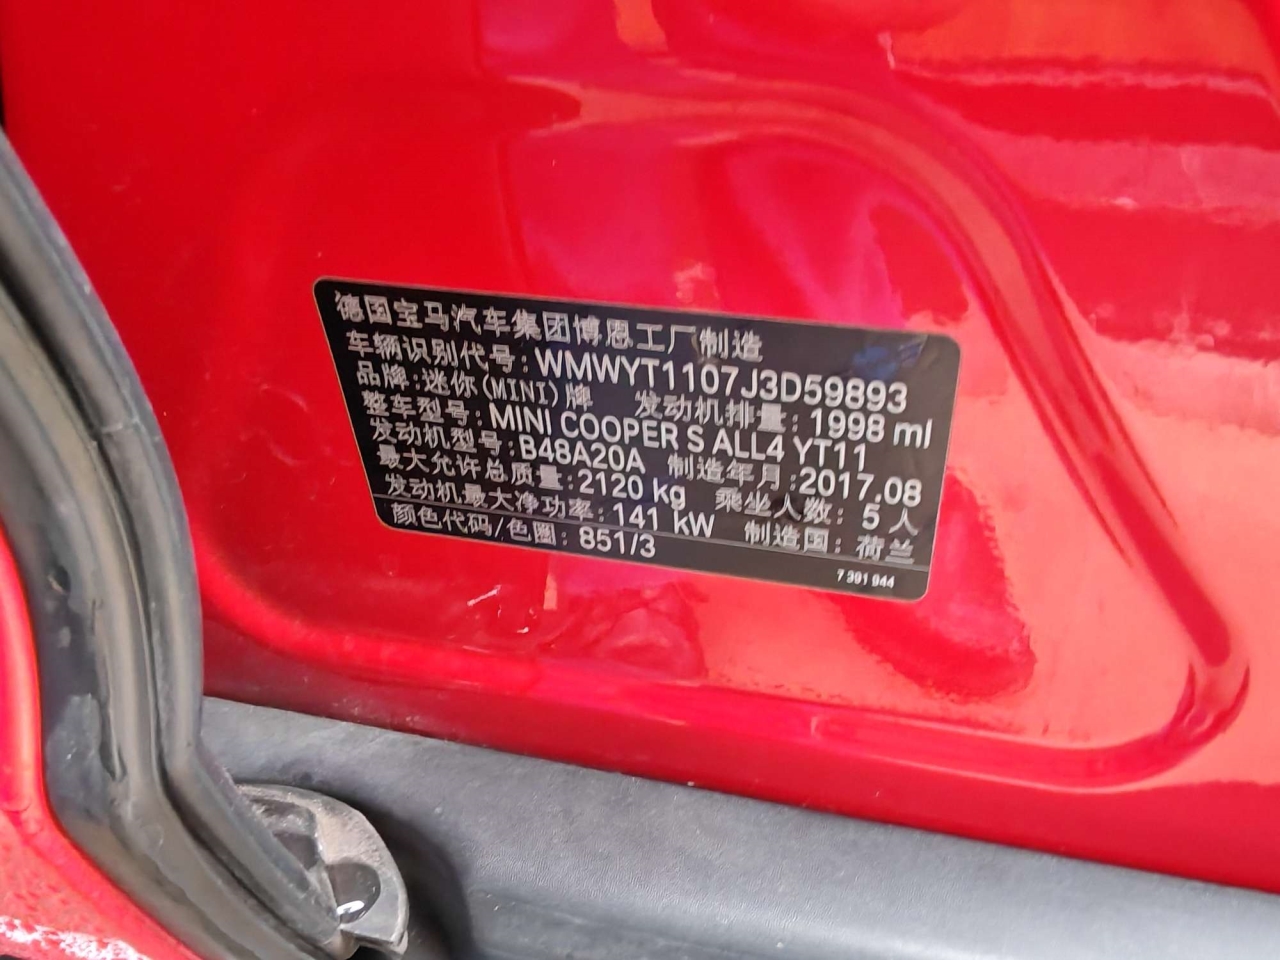 德国宝马汽车集团博恩工厂制造
车辆识别代号: WMWYT1107J3D59893
品牌:迷你(MINI)牌 发动机排量: 1998 ml
整车型号: MINI COOPER S ALL4 YT11
发动机型号: B48A20A 制造年月:2017.08
最大允许总质量:2120 kg 乘坐人数: 5 人
发动机最大净功率: 141 kW 制造国: 荷兰
颜色代码/色圈: 851/3
7 391 944